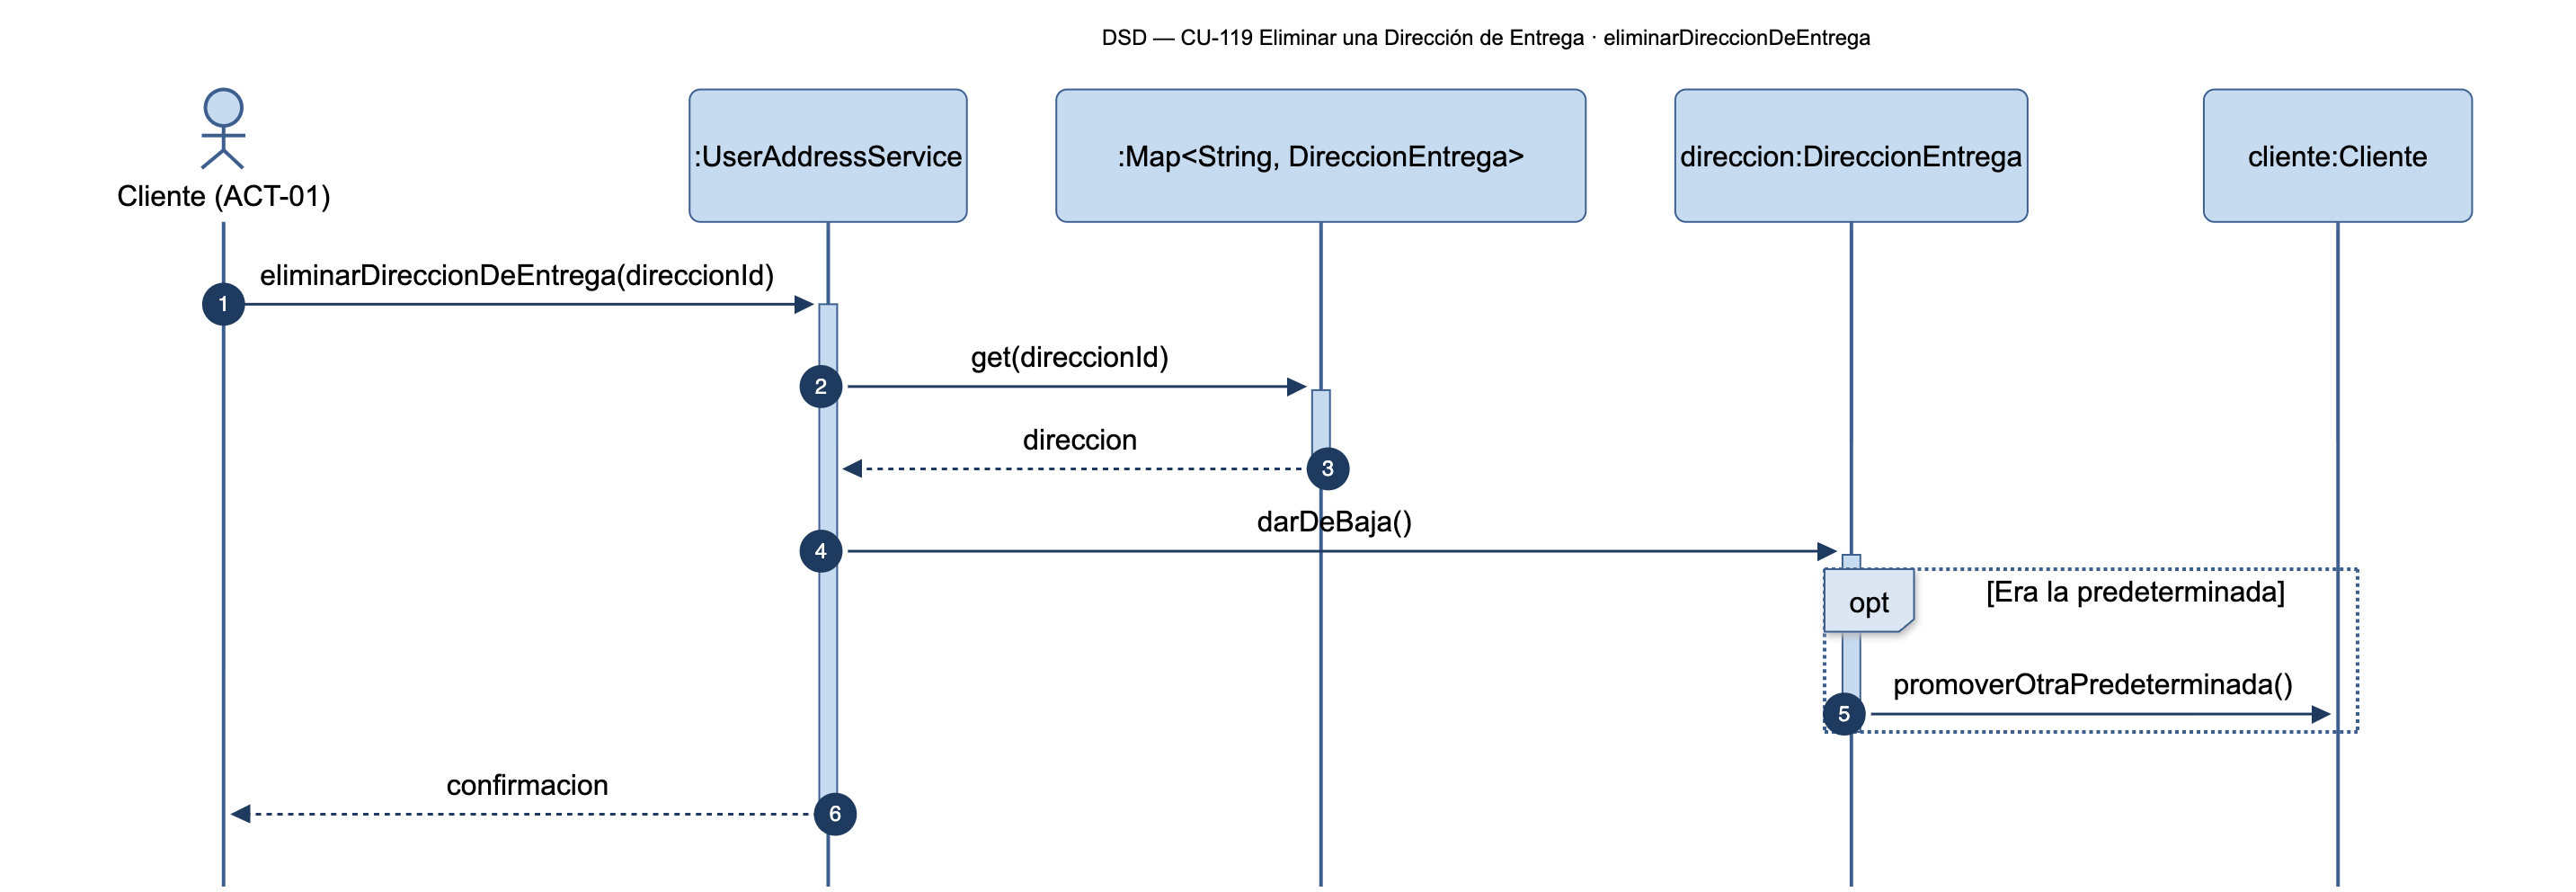 DSD — CU-119 Eliminar una Dirección de Entrega · eliminarDireccionDeEntrega
Cliente (ACT-01)
:UserAddressService
:Map<String, DireccionEntrega>
direccion:DireccionEntrega
cliente:Cliente
eliminarDireccionDeEntrega(direccionId)
1
get(direccionId)
2
direccion
3
darDeBaja()
4
opt
[Era la predeterminada]
promoverOtraPredeterminada()
5
confirmacion
6